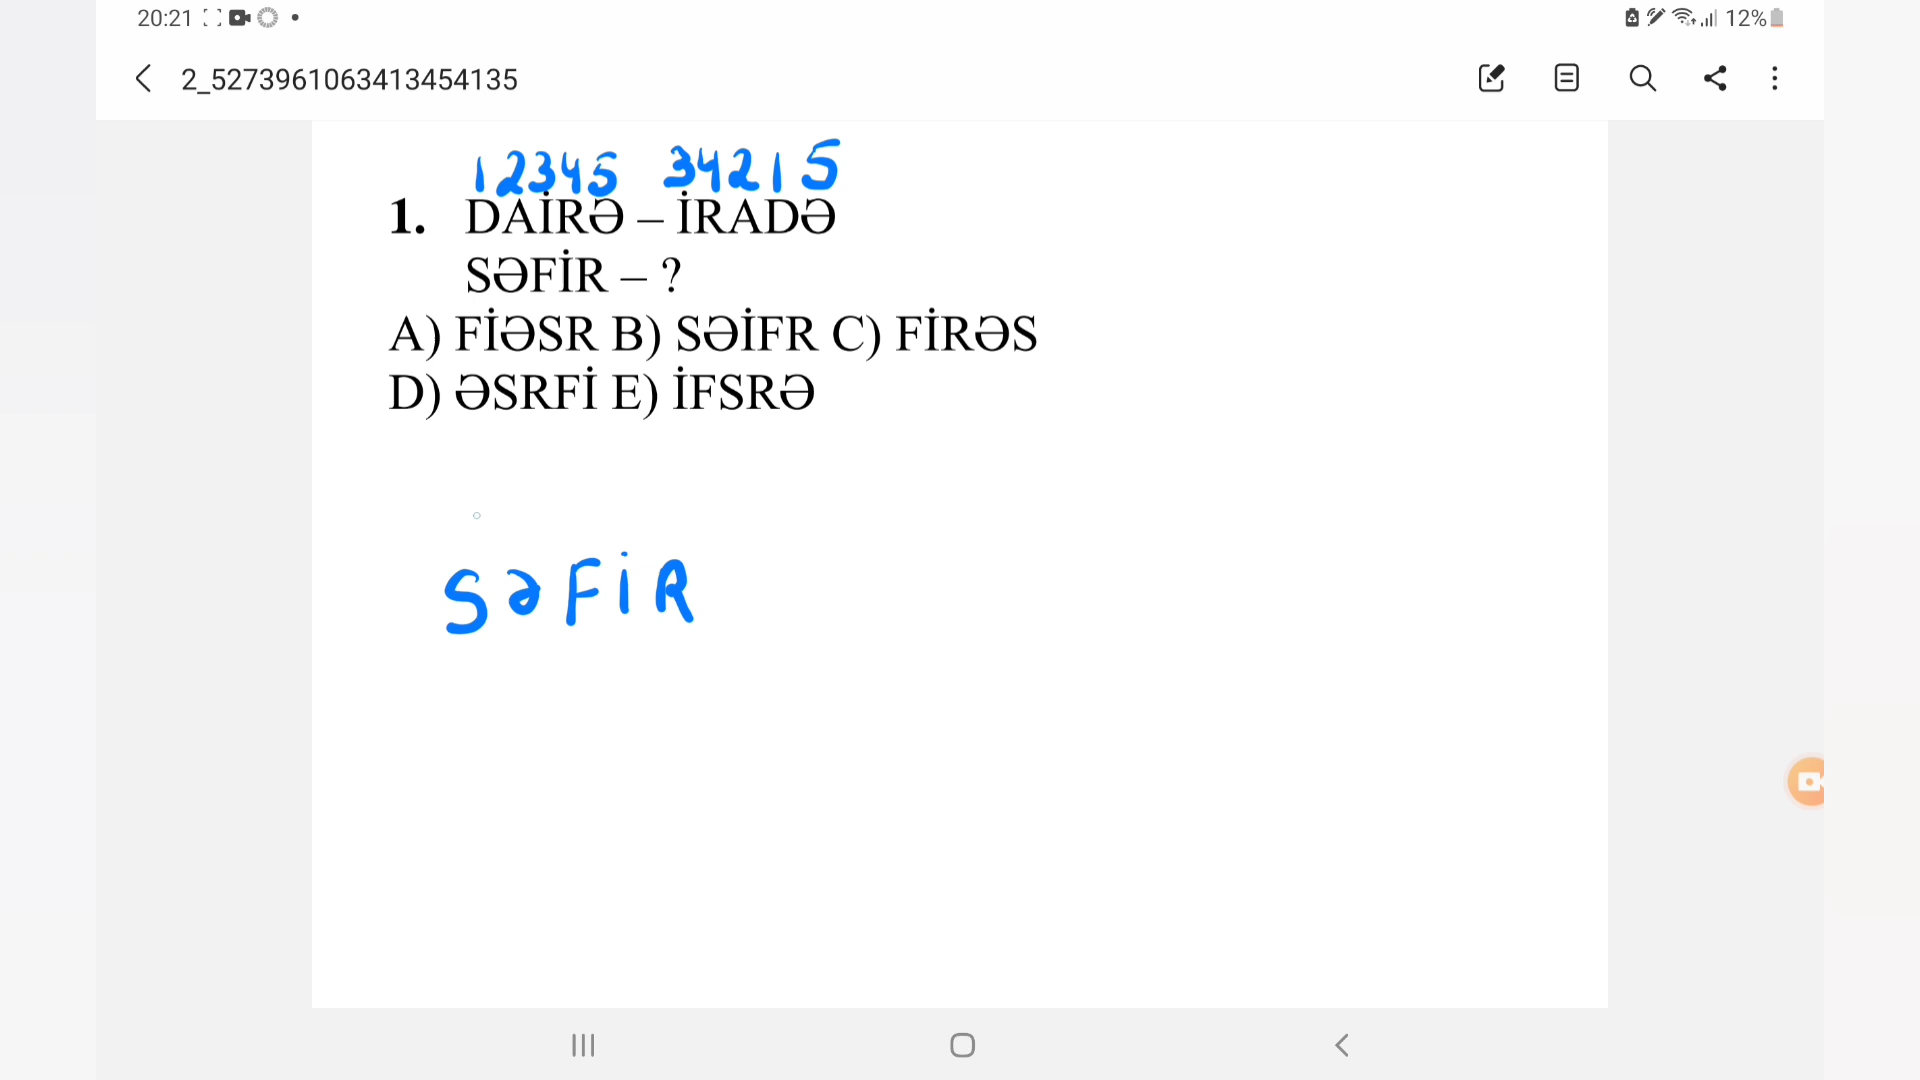 20:21 12%
2_5273961063413454135
12345 34215
1. DAİRƏ – İRADƏ
SƏFİR – ?
A) FİƏSR B) SƏİFR C) FİRƏS
D) ƏSRFİ E) İFSRƏ
SəFİR